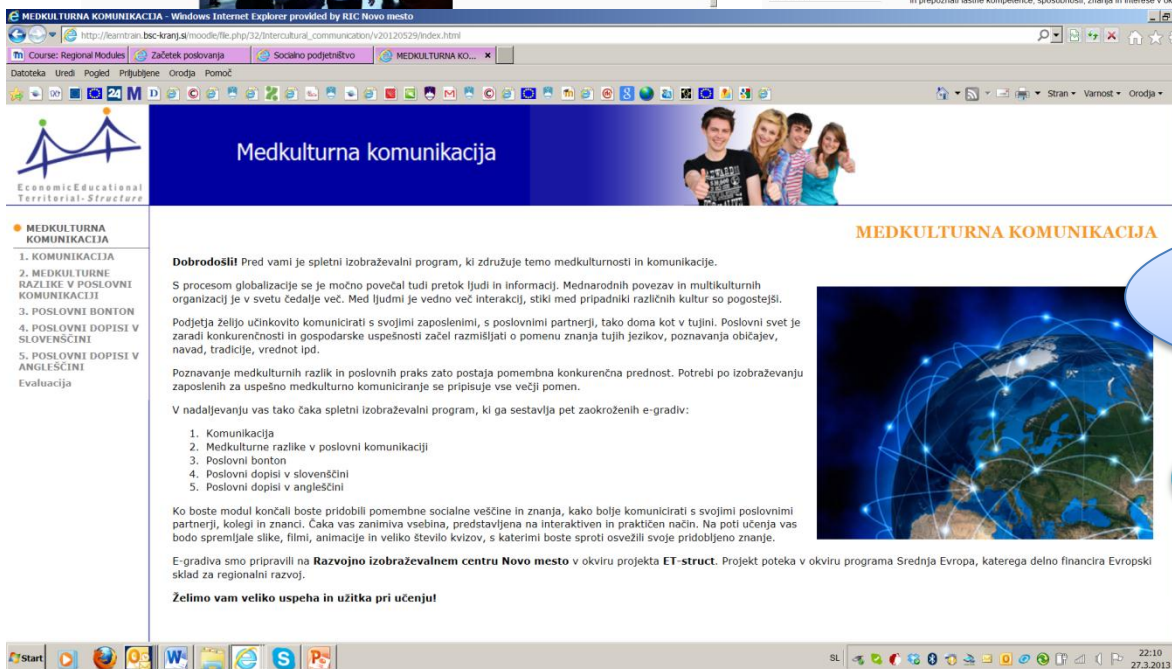 in prepoznati lastne kompetence, sposobnosti, znanja in interese v ok
MEDKULTURNA KOMUNIKACIJA - Windows Internet Explorer provided by RIC Novo mesto
http://learntrain.bsc-kranj.si/moodle/file.php/32/Intercultural_communication/v20120529/index.html
Course: Regional Modules
Začetek poslovanja
Socialno podjetništvo
MEDKULTURNA KO...
Datoteka Uredi Pogled Priljubljene Orodja Pomoč
Stran Varnost Orodja
Medkulturna komunikacija
EconomicEducational
Territorial-Structure
MEDKULTURNA
KOMUNIKACIJA
1. KOMUNIKACIJA
2. MEDKULTURNE
RAZLIKE V POSLOVNI
KOMUNIKACIJI
3. POSLOVNI BONTON
4. POSLOVNI DOPISI V
SLOVENŠČINI
5. POSLOVNI DOPISI V
ANGLEŠČINI
Evaluacija
MEDKULTURNA KOMUNIKACIJA
Dobrodošli! Pred vami je spletni izobraževalni program, ki združuje temo medkulturnosti in komunikacije.
S procesom globalizacije se je močno povečal tudi pretok ljudi in informacij. Mednarodnih povezav in multikulturnih
organizacij je v svetu čedalje več. Med ljudmi je vedno več interakcij, stiki med pripadniki različnih kultur so pogostejši.
Podjetja želijo učinkovito komunicirati s svojimi zaposlenimi, s poslovnimi partnerji, tako doma kot v tujini. Poslovni svet je
zaradi konkurenčnosti in gospodarske uspešnosti začel razmišljati o pomenu znanja tujih jezikov, poznavanja običajev,
navad, tradicije, vrednot ipd.
Poznavanje medkulturnih razlik in poslovnih praks zato postaja pomembna konkurenčna prednost. Potrebi po izobraževanju
zaposlenih za uspešno medkulturno komuniciranje se pripisuje vse večji pomen.
V nadaljevanju vas tako čaka spletni izobraževalni program, ki ga sestavlja pet zaokroženih e-gradiv:
1. Komunikacija
2. Medkulturne razlike v poslovni komunikaciji
3. Poslovni bonton
4. Poslovni dopisi v slovenščini
5. Poslovni dopisi v angleščini
Ko boste modul končali boste pridobili pomembne socialne veščine in znanja, kako bolje komunicirati s svojimi poslovnimi
partnerji, kolegi in znanci. Čaka vas zanimiva vsebina, predstavljena na interaktiven in praktičen način. Na poti učenja vas
bodo spremljale slike, filmi, animacije in veliko število kvizov, s katerimi boste sproti osvežili svoje pridobljeno znanje.
E-gradiva smo pripravili na Razvojno izobraževalnem centru Novo mesto v okviru projekta ET-struct. Projekt poteka v okviru programa Srednja Evropa, katerega delno financira Evropski
sklad za regionalni razvoj.
Želimo vam veliko uspeha in užitka pri učenju!
Start
SL
22:10
27.3.2013